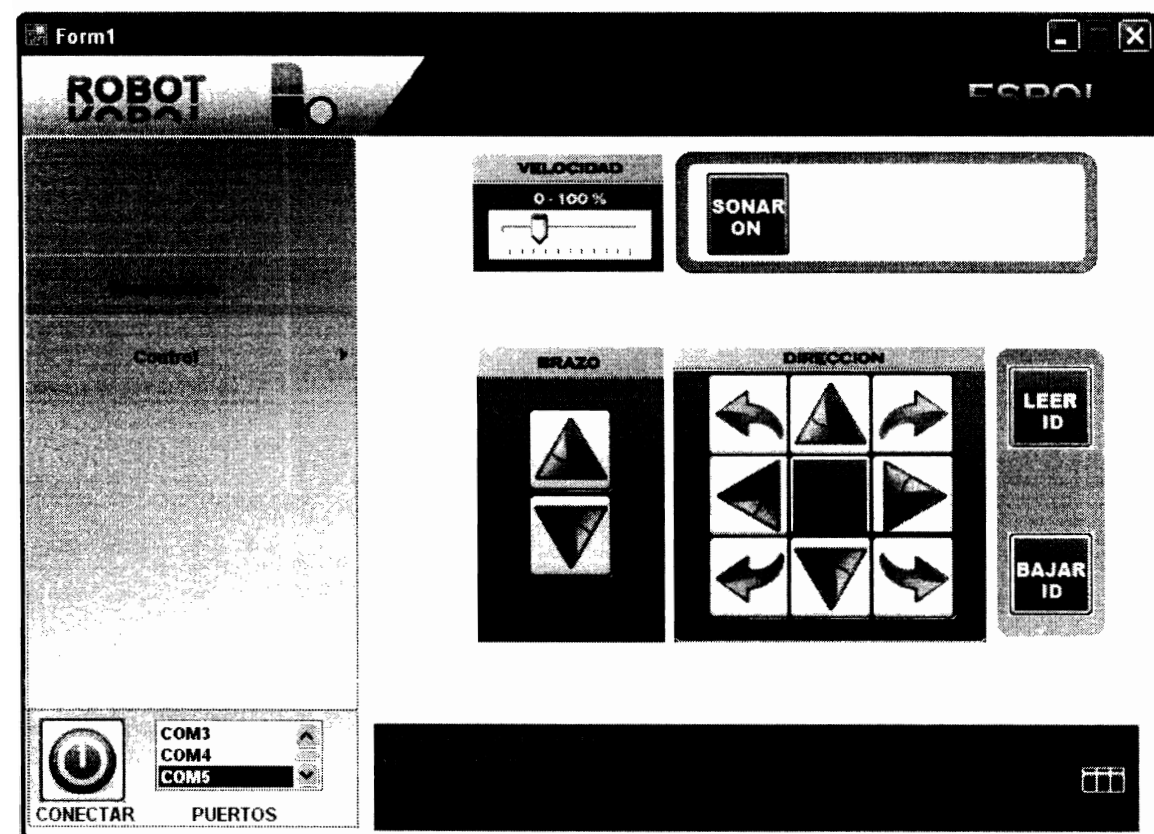 Form1
ROBOT
ESPOL
VELOCIDAD
0 - 100 %
SONAR
ON
Control
BRAZO
DIRECCION
LEER
ID
BAJAR
ID
COM3
COM4
COM5
CONECTAR
PUERTOS